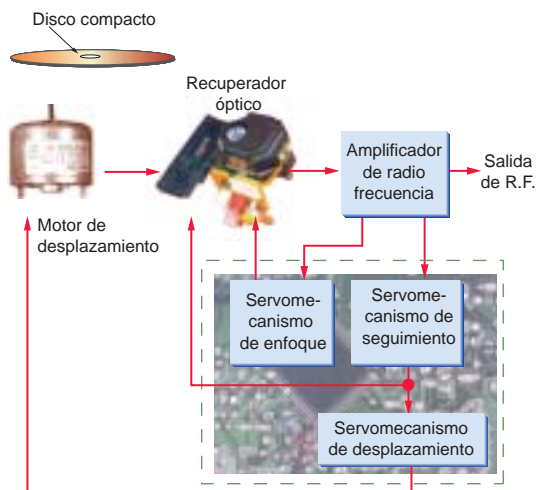 Disco compacto
Recuperador
óptico
Amplificador
de radio
frecuencia
Salida
de R.F.
Motor de
desplazamiento
Servome-
canismo
de enfoque
Servome-
canismo de
seguimiento
Servomecanismo
de desplazamiento